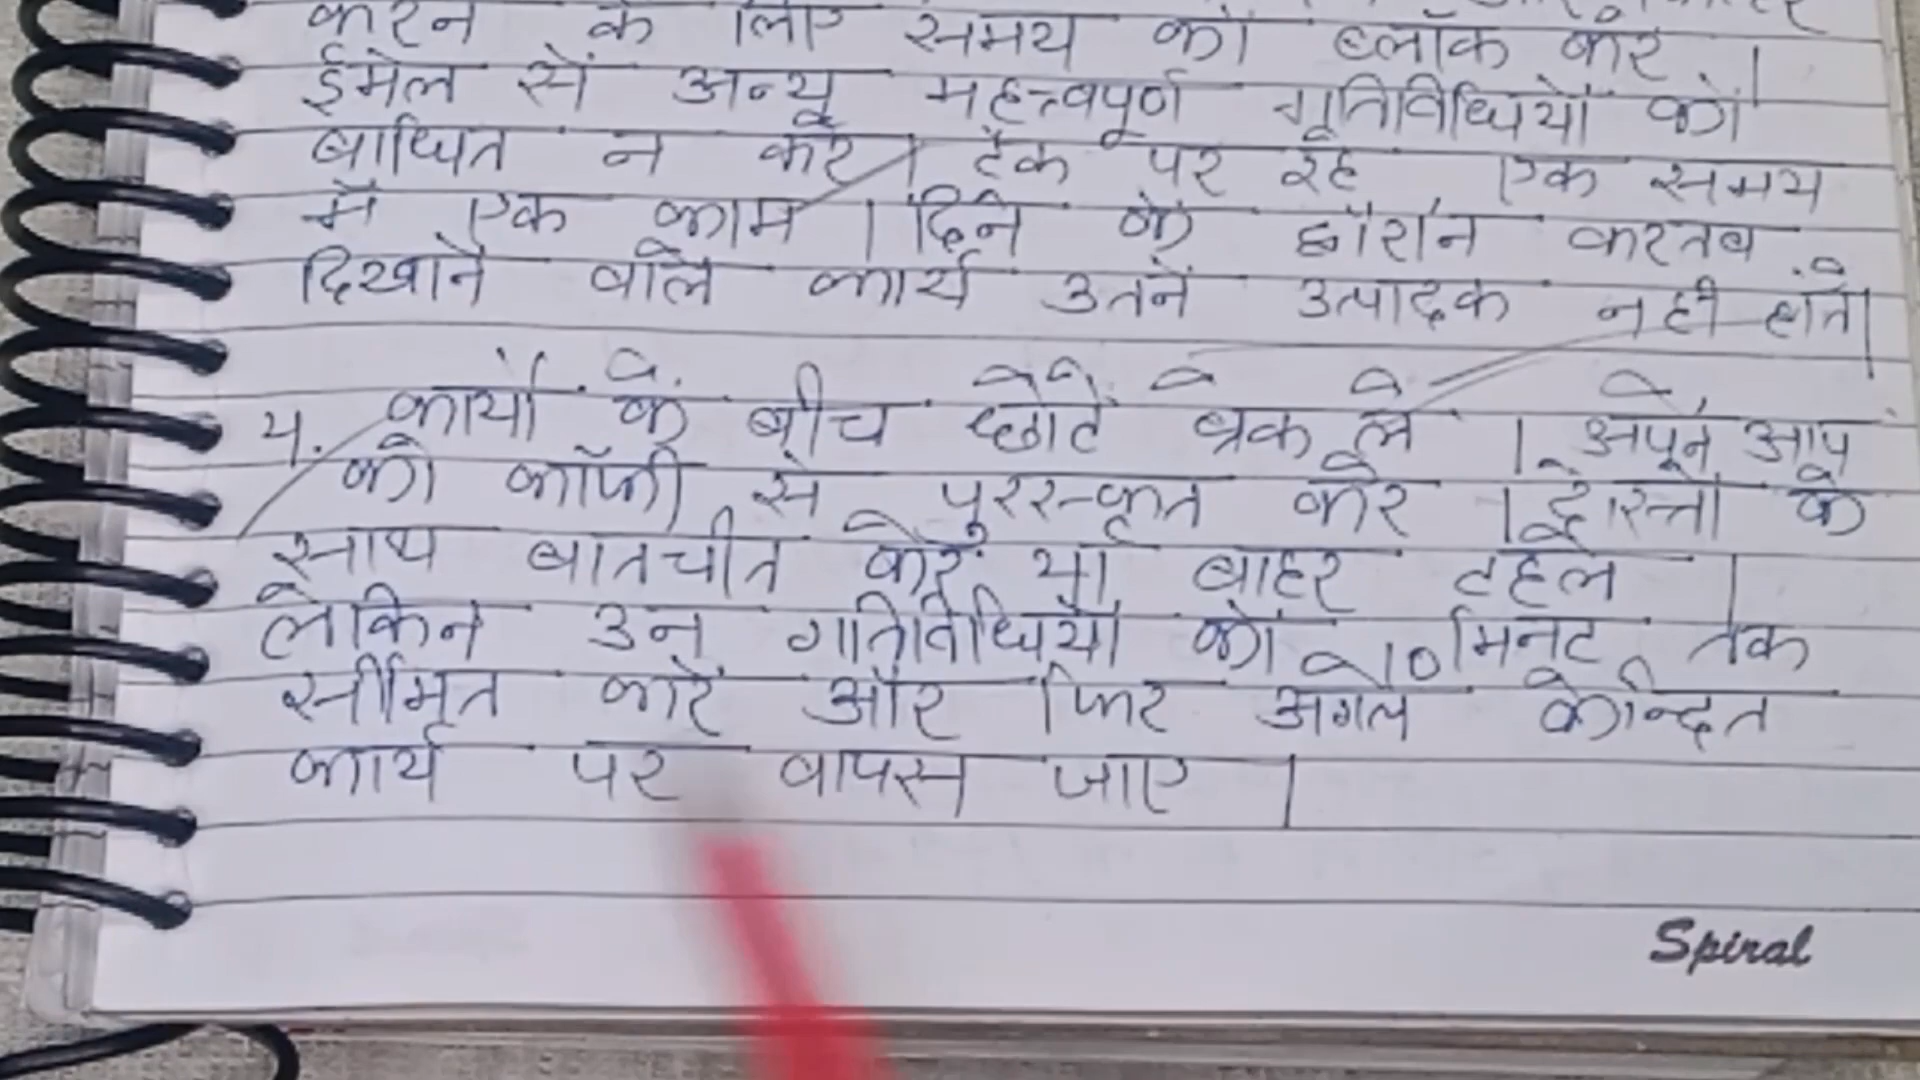 करने के लिए समय को ब्लॉक करें ।
ईमेल से अन्य महत्वपूर्ण गतिविधियों को
बाधित न करें । टैक पर रहे एक समय
में एक काम । दिन के दौरान करतब
दिखाने वाले कार्य उतने उत्पादक नही होते।
4. कार्यो के बीच छोटे ब्रेक ले । अपने आप
को कॉफी से पुरस्कृत करे । दोस्तो के
साथ बातचीत करें या बाहर टहले ।
लेकिन उन गतिविधियों को 10 मिनट तक
सीमित करें और फिर अगले केन्दित
कार्य पर वापस जाए ।
Spiral